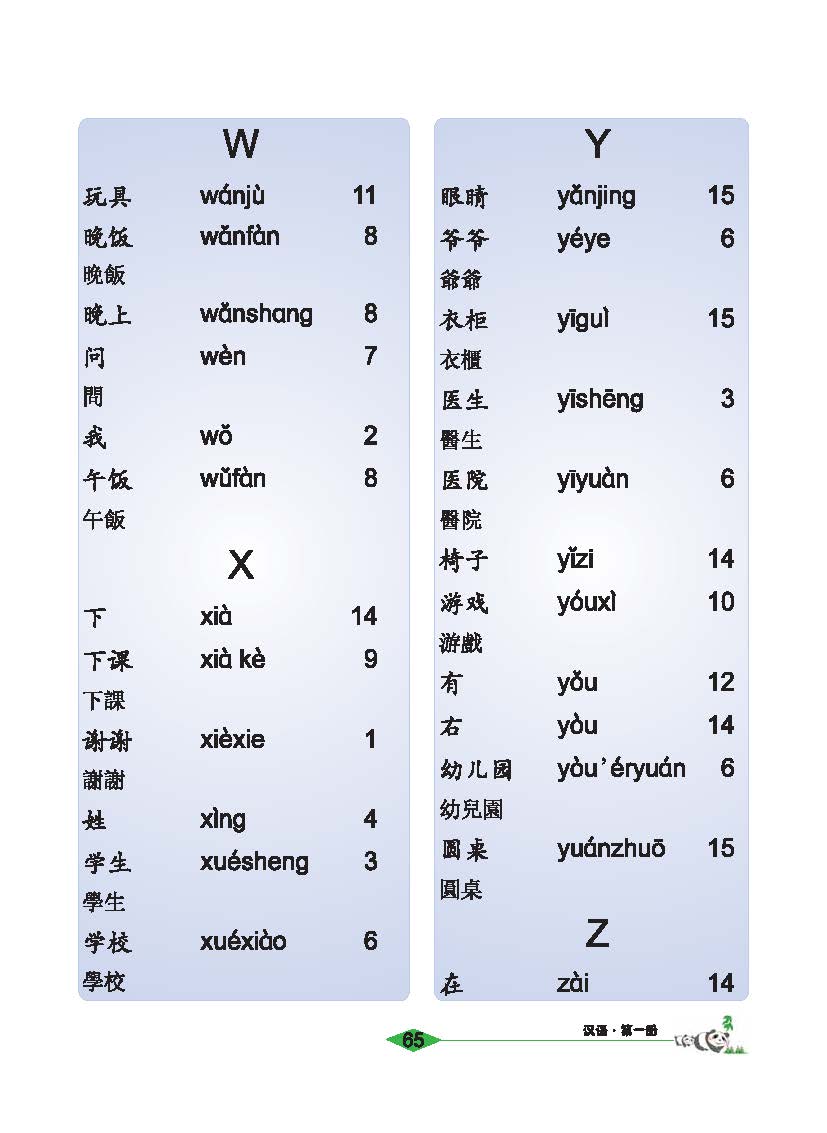 W
玩具 wánjù 11
晚饭 wǎnfàn 8
晚飯
晚上 wǎnshang 8
问 wèn 7
問
我 wǒ 2
午饭 wǔfàn 8
午飯
X
下 xià 14
下课 xià kè 9
下課
谢谢 xièxie 1
謝謝
姓 xìng 4
学生 xuésheng 3
學生
学校 xuéxiào 6
學校
Y
眼睛 yǎnjing 15
爷爷 yéye 6
爺爺
衣柜 yīguì 15
衣櫃
医生 yīshēng 3
醫生
医院 yīyuàn 6
醫院
椅子 yǐzi 14
游戏 yóuxì 10
游戲
有 yǒu 12
右 yòu 14
幼儿园 yòu’éryuán 6
幼兒園
圆桌 yuánzhuō 15
圓桌
Z
在 zài 14
65
汉语·第一册